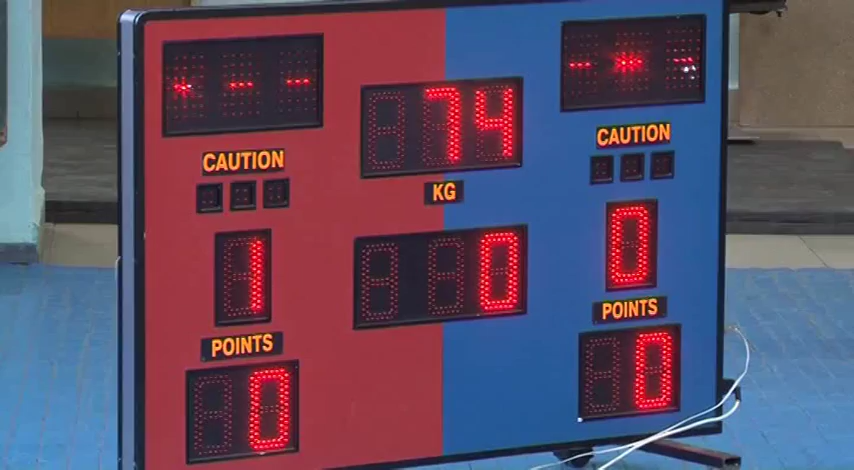 * - -
- * -
74
CAUTION
CAUTION
KG
1
0
0
POINTS
POINTS
0
0